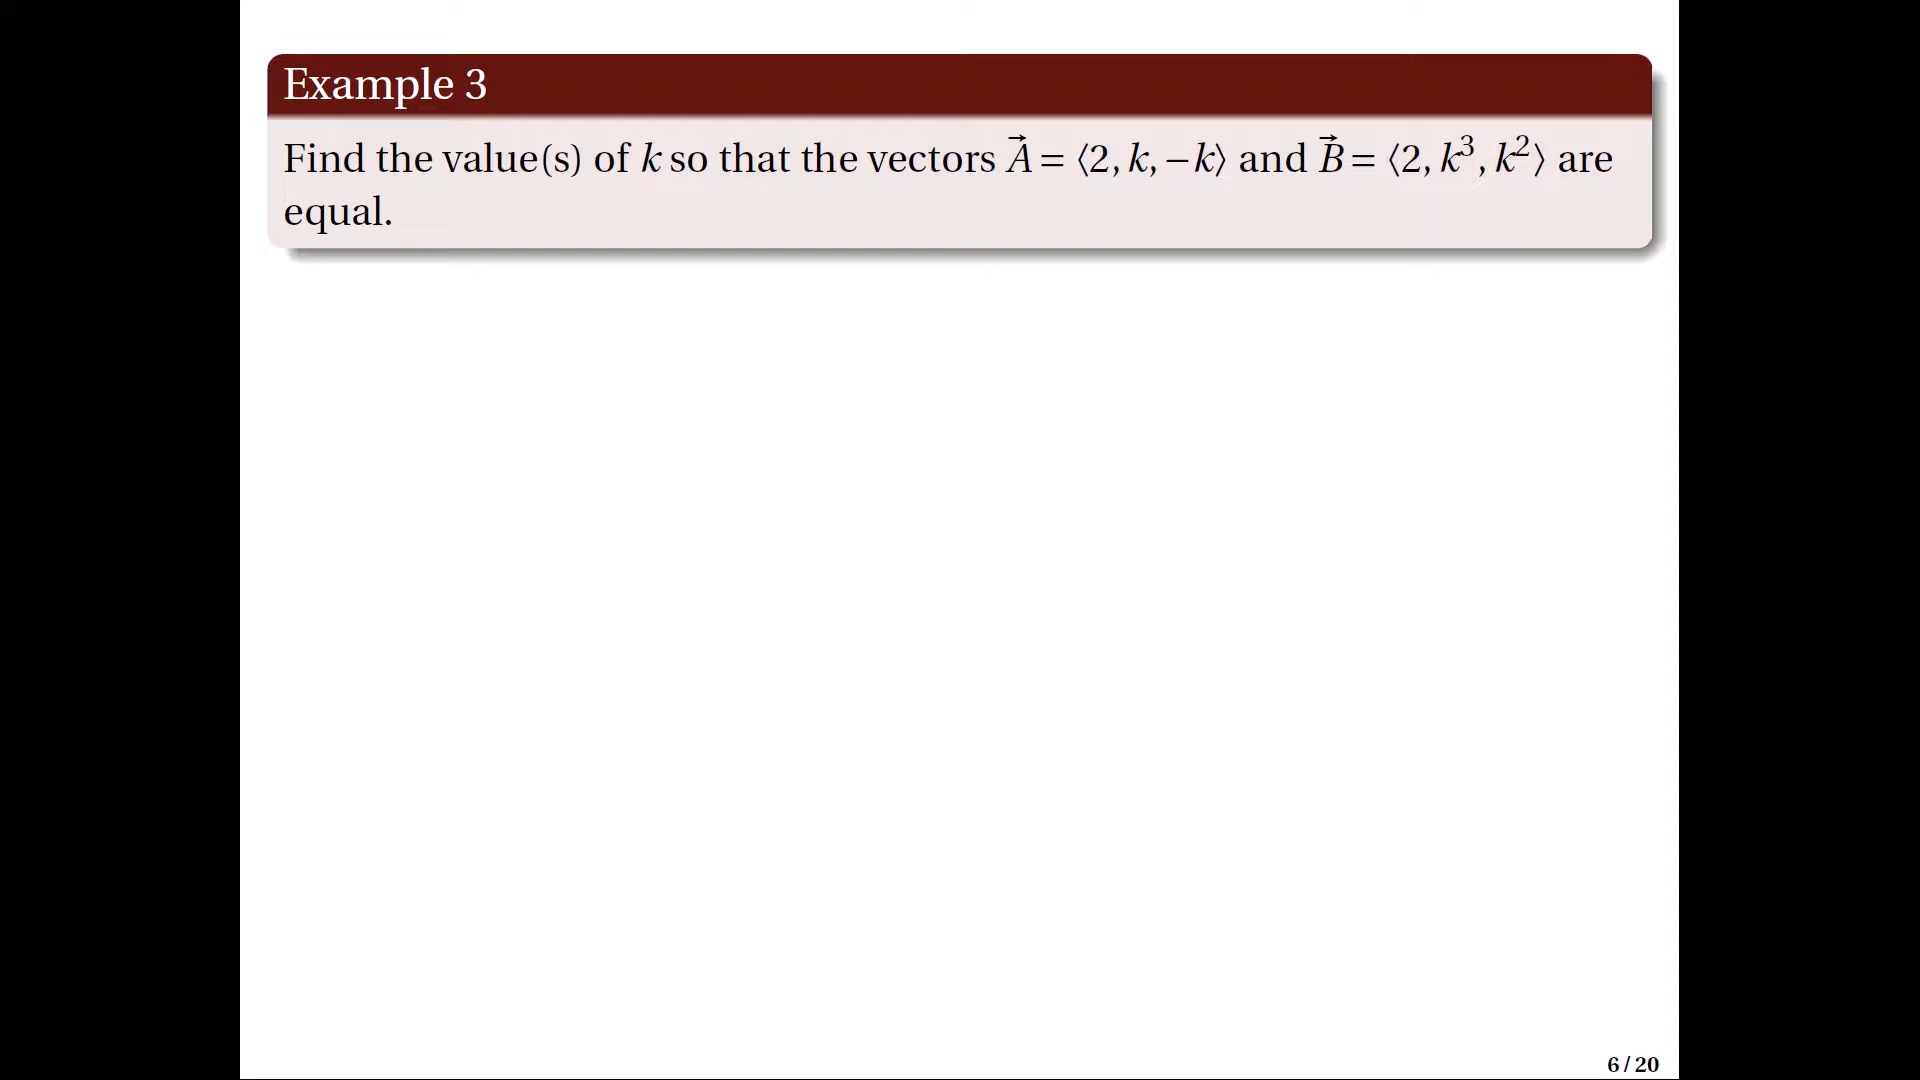 Example 3
Find the value(s) of k so that the vectors A⃗ = ⟨2, k, −k⟩ and B⃗ = ⟨2, k³, k²⟩ are
equal.
6 / 20